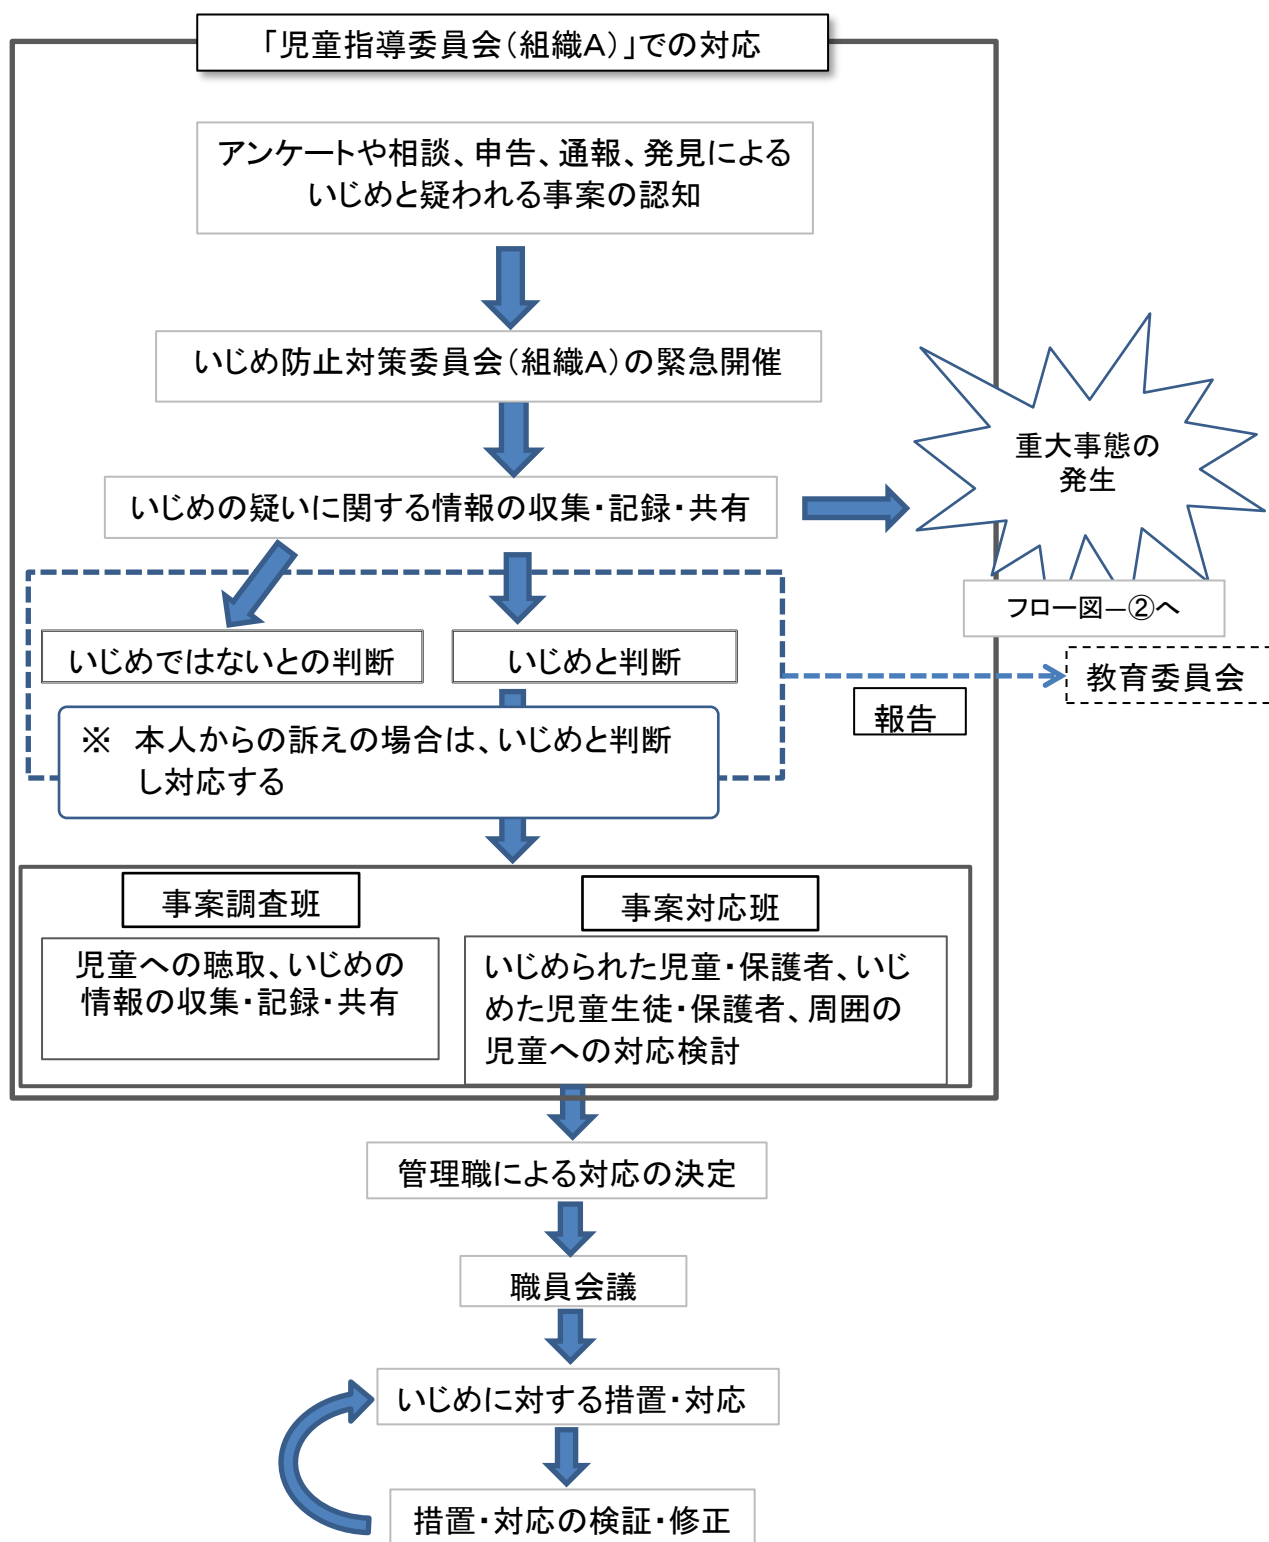 「児童指導委員会(組織A)」での対応
アンケートや相談、申告、通報、発見による
いじめと疑われる事案の認知
いじめ防止対策委員会(組織A)の緊急開催
いじめの疑いに関する情報の収集・記録・共有
重大事態の
発生
フロー図―②へ
いじめではないとの判断
いじめと判断
教育委員会
報告
※ 本人からの訴えの場合は、いじめと判断
し対応する
事案調査班
児童への聴取、いじめの
情報の収集・記録・共有
事案対応班
いじめられた児童・保護者、いじ
めた児童生徒・保護者、周囲の
児童への対応検討
管理職による対応の決定
職員会議
いじめに対する措置・対応
措置・対応の検証・修正